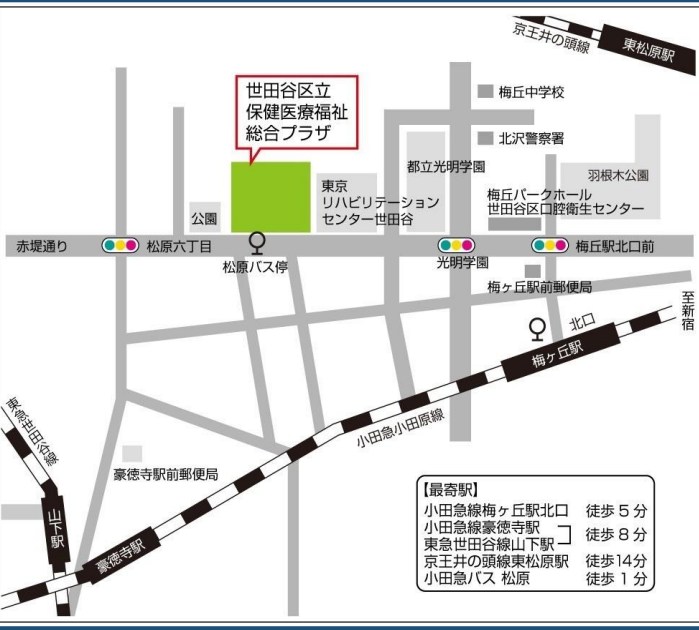 京王井の頭線
東松原駅
世田谷区立
保健医療福祉
総合プラザ
梅丘中学校
北沢警察署
都立光明学園
羽根木公園
東京
リハビリテーション
センター世田谷
梅丘パークホール
世田谷区口腔衛生センター
公園
赤堤通り
松原六丁目
松原バス停
光明学園
梅丘駅北口前
梅ヶ丘駅前郵便局
至新宿
北口
梅ヶ丘駅
小田急小田原線
東急世田谷線
豪徳寺駅前郵便局
山下駅
豪徳寺駅
【最寄駅】
小田急線梅ヶ丘駅北口 徒歩5分
小田急線豪徳寺駅
東急世田谷線山下駅 徒歩8分
京王井の頭線東松原駅 徒歩14分
小田急バス 松原 徒歩1分